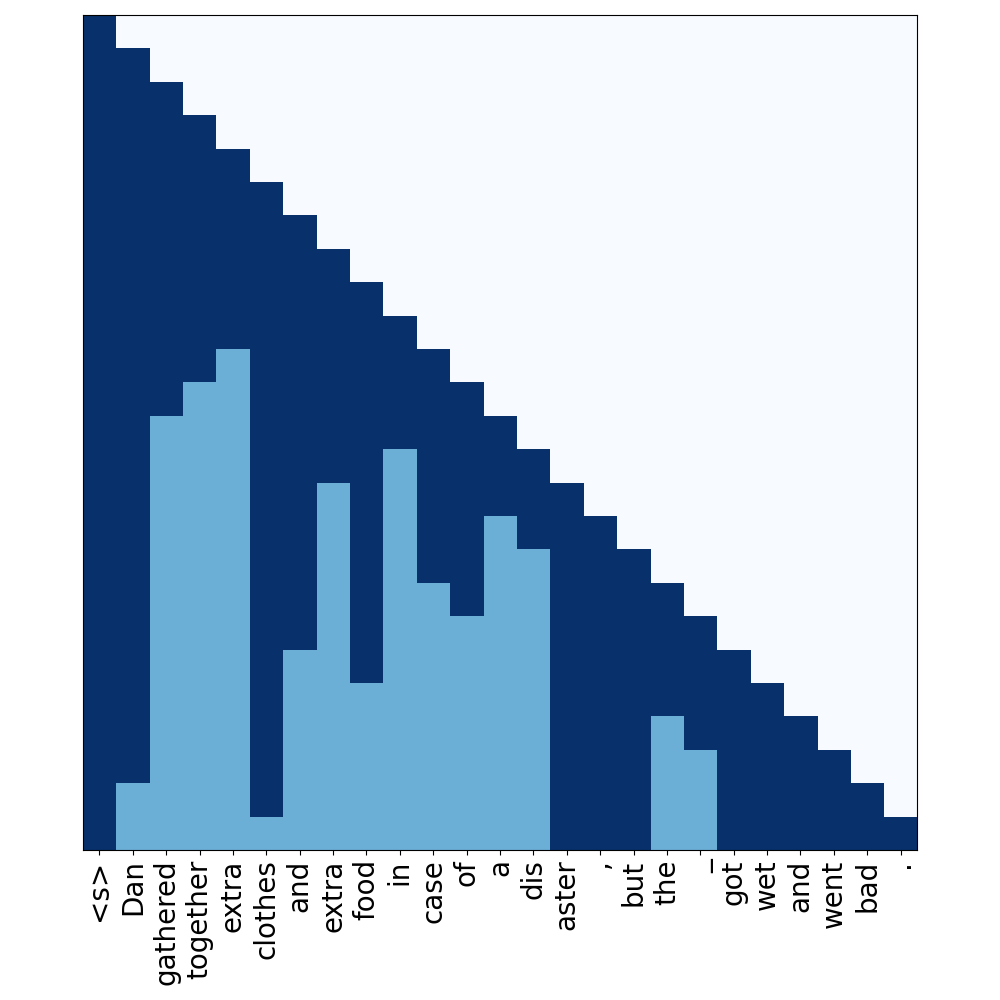 <s> Dan gathered together extra clothes and extra food in case of a dis aster , but the _ got wet and went bad .